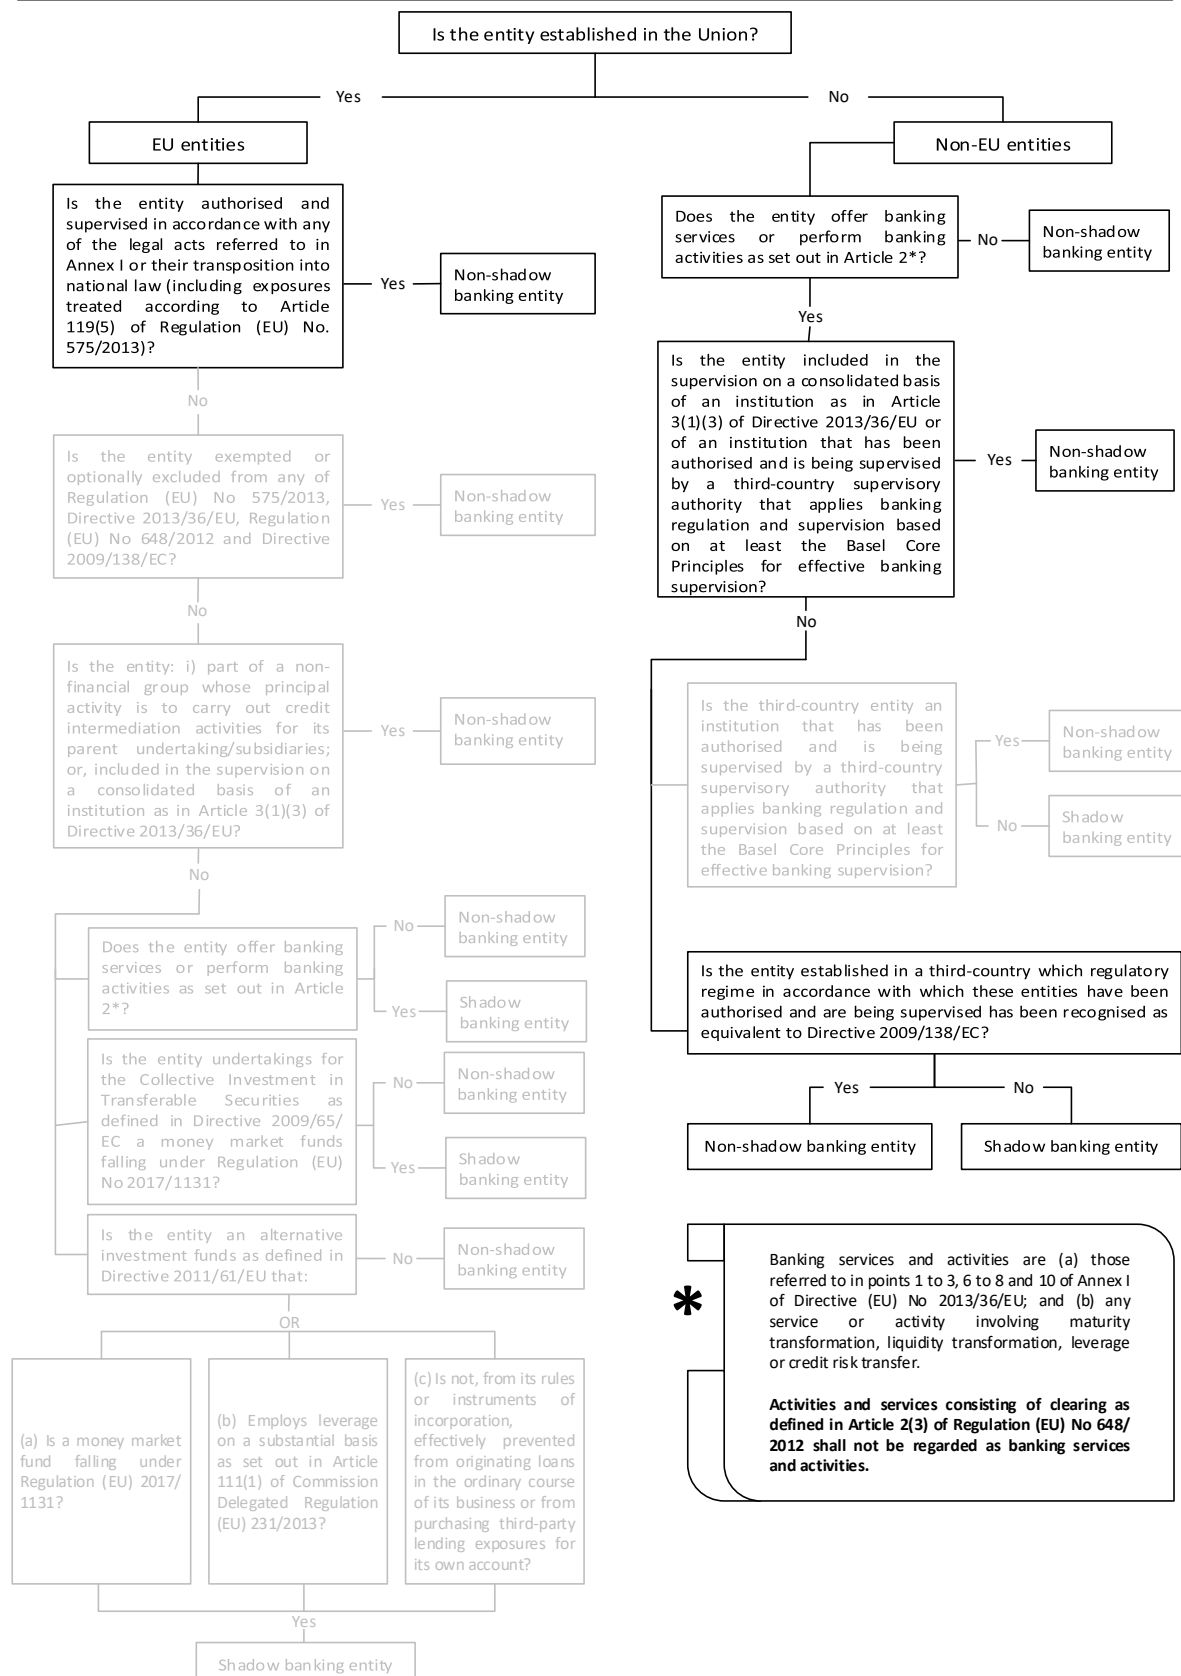 Is the entity established in the Union?
Yes
No
EU entities
Non-EU entities
Is the entity authorised and
supervised in accordance with any
of the legal acts referred to in
Annex I or their transposition into
national law (including exposures
treated according to Article
119(5) of Regulation (EU) No.
575/2013)?
Yes
Non-shadow
banking entity
No
Is the entity exempted or
optionally excluded from any of
Regulation (EU) No 575/2013,
Directive 2013/36/EU, Regulation
(EU) No 648/2012 and Directive
2009/138/EC?
Yes
Non-shadow
banking entity
No
Is the entity: i) part of a non-
financial group whose principal
activity is to carry out credit
intermediation activities for its
parent undertaking/subsidiaries;
or, included in the supervision on
a consolidated basis of an
institution as in Article 3(1)(3) of
Directive 2013/36/EU?
Yes
Non-shadow
banking entity
No
Does the entity offer banking
services or perform banking
activities as set out in Article
2*?
No
Non-shadow
banking entity
Yes
Shadow
banking entity
Is the entity undertakings for
the Collective Investment in
Transferable Securities as
defined in Directive 2009/65/
EC a money market funds
falling under Regulation (EU)
No 2017/1131?
No
Non-shadow
banking entity
Yes
Shadow
banking entity
Is the entity an alternative
investment funds as defined in
Directive 2011/61/EU that:
No
Non-shadow
banking entity
OR
(a) Is a money market
fund falling under
Regulation (EU) 2017/
1131?
(b) Employs leverage
on a substantial basis
as set out in Article
111(1) of Commission
Delegated Regulation
(EU) 231/2013?
(c) Is not, from its rules
or instruments of
incorporation,
effectively prevented
from originating loans
in the ordinary course
of its business or from
purchasing third-party
lending exposures for
its own account?
Yes
Shadow banking entity
Does the entity offer banking
services or perform banking
activities as set out in Article 2*?
No
Non-shadow
banking entity
Yes
Is the entity included in the
supervision on a consolidated basis
of an institution as in Article
3(1)(3) of Directive 2013/36/EU or
of an institution that has been
authorised and is being supervised
by a third-country supervisory
authority that applies banking
regulation and supervision based
on at least the Basel Core
Principles for effective banking
supervision?
Yes
Non-shadow
banking entity
No
Is the third-country entity an
institution that has been
authorised and is being
supervised by a third-country
supervisory authority that
applies banking regulation and
supervision based on at least
the Basel Core Principles for
effective banking supervision?
Yes
Non-shadow
banking entity
No
Shadow
banking entity
Is the entity established in a third-country which regulatory
regime in accordance with which these entities have been
authorised and are being supervised has been recognised as
equivalent to Directive 2009/138/EC?
Yes
No
Non-shadow banking entity
Shadow banking entity
*
Banking services and activities are (a) those
referred to in points 1 to 3, 6 to 8 and 10 of Annex I
of Directive (EU) No 2013/36/EU; and (b) any
service or activity involving maturity
transformation, liquidity transformation, leverage
or credit risk transfer.
Activities and services consisting of clearing as
defined in Article 2(3) of Regulation (EU) No 648/
2012 shall not be regarded as banking services
and activities.